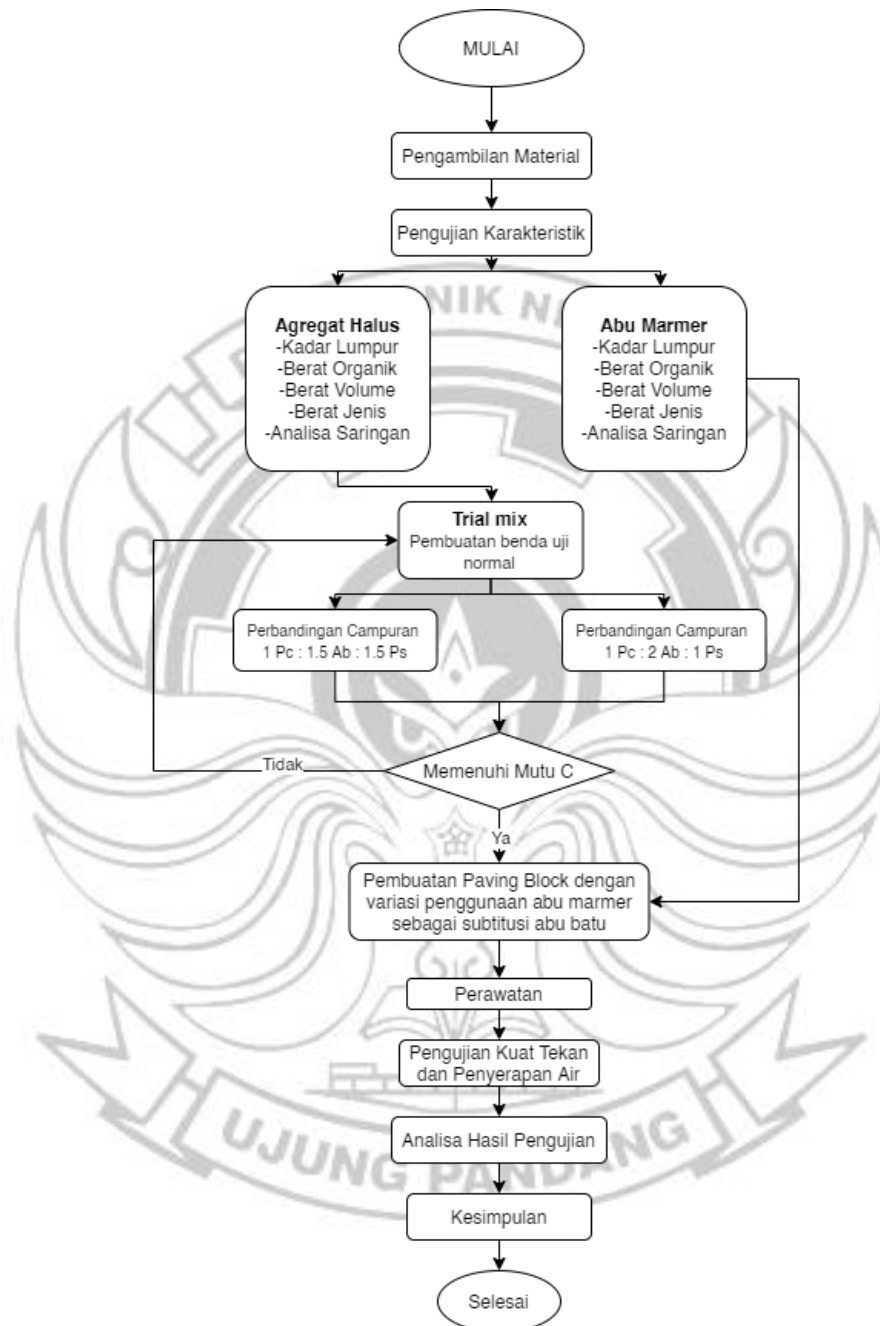 MULAI
Pengambilan Material
Pengujian Karakteristik
Agregat Halus
-Kadar Lumpur
-Berat Organik
-Berat Volume
-Berat Jenis
-Analisa Saringan
Abu Marmer
-Kadar Lumpur
-Berat Organik
-Berat Volume
-Berat Jenis
-Analisa Saringan
Trial mix
Pembuatan benda uji
normal
Perbandingan Campuran
1 Pc : 1.5 Ab : 1.5 Ps
Perbandingan Campuran
1 Pc : 2 Ab : 1 Ps
Tidak
Memenuhi Mutu C
Ya
Pembuatan Paving Block dengan
variasi penggunaan abu marmer
sebagai subtitusi abu batu
Perawatan
Pengujian Kuat Tekan
dan Penyerapan Air
Analisa Hasil Pengujian
UJUNG PANDANG
Kesimpulan
Selesai